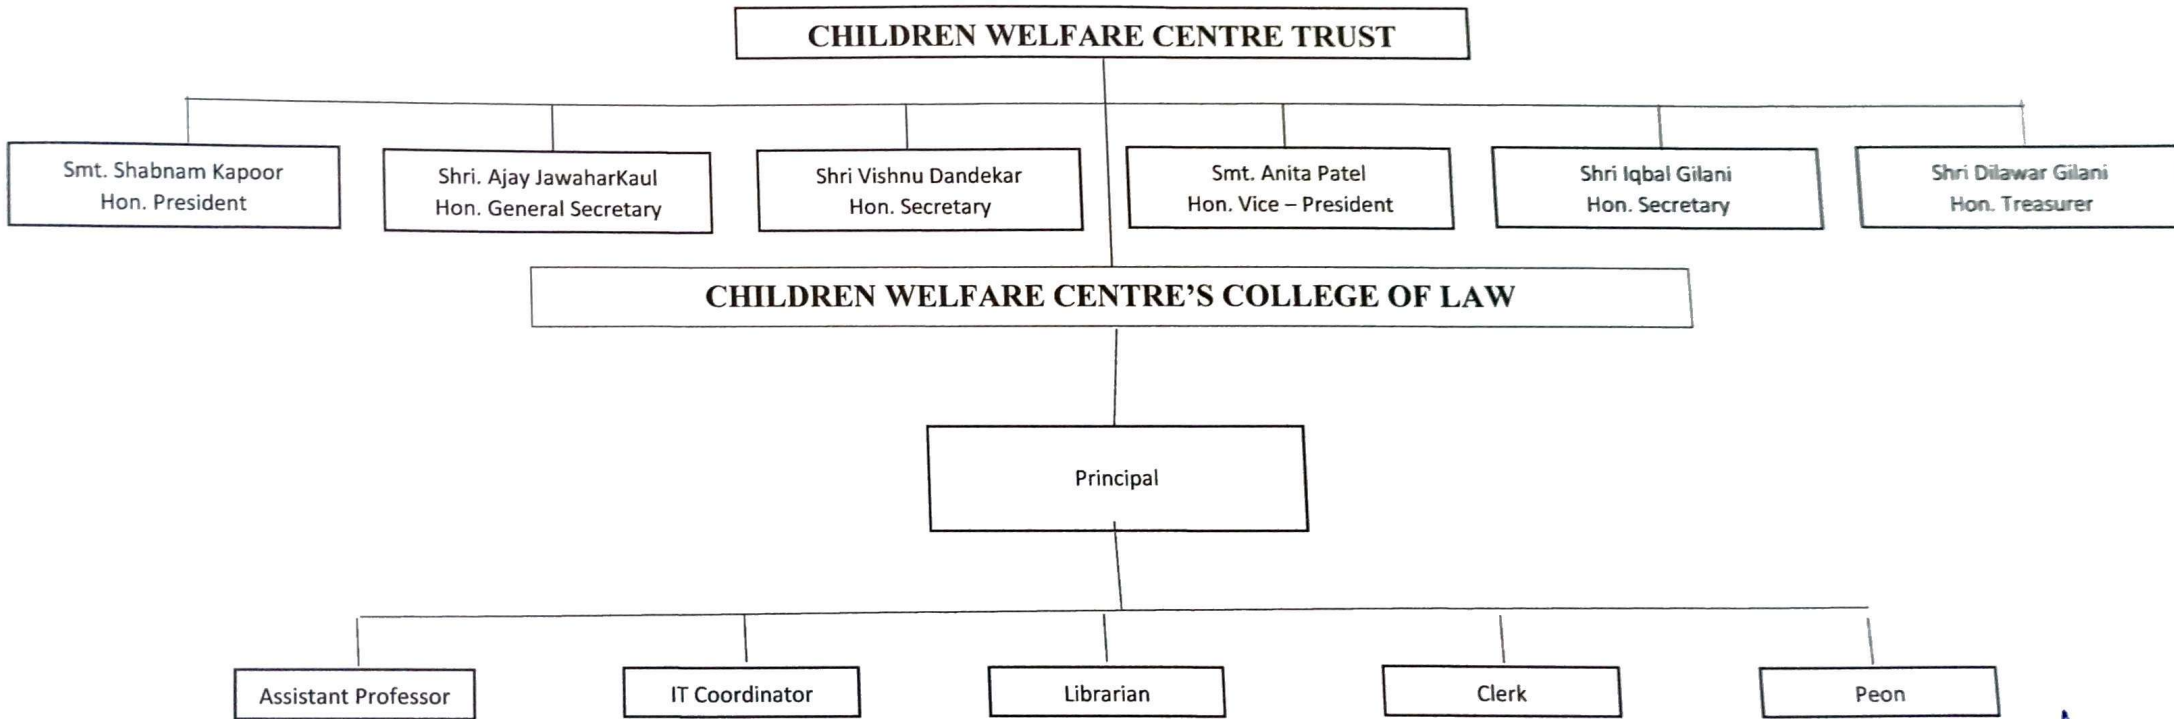 CHILDREN WELFARE CENTRE TRUST
Smt. Shabnam Kapoor
Hon. President
Shri. Ajay JawaharKaul
Hon. General Secretary
Shri Vishnu Dandekar
Hon. Secretary
Smt. Anita Patel
Hon. Vice – President
Shri Iqbal Gilani
Hon. Secretary
Shri Dilawar Gilani
Hon. Treasurer
CHILDREN WELFARE CENTRE’S COLLEGE OF LAW
Principal
Assistant Professor
IT Coordinator
Librarian
Clerk
Peon